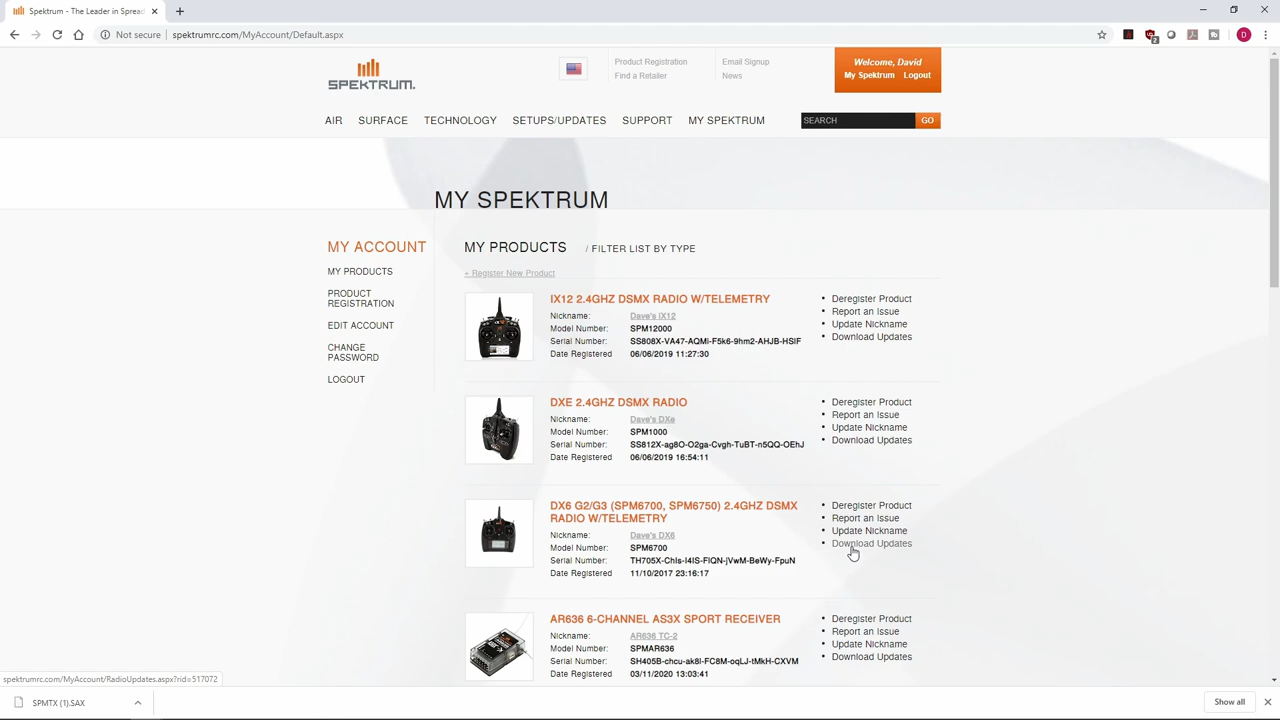 Spektrum - The Leader in Spread
Not secure | spektrumrc.com/MyAccount/Default.aspx
2
D
SPEKTRUM.
Product Registration
Find a Retailer
Email Signup
News
Welcome, David
My Spektrum Logout
AIR SURFACE TECHNOLOGY SETUPS/UPDATES SUPPORT MY SPEKTRUM
SEARCH GO
MY SPEKTRUM
MY ACCOUNT
MY PRODUCTS
PRODUCT
REGISTRATION
EDIT ACCOUNT
CHANGE
PASSWORD
LOGOUT
MY PRODUCTS / FILTER LIST BY TYPE
+ Register New Product
IX12 2.4GHZ DSMX RADIO W/TELEMETRY
Nickname: Dave's iX12
Model Number: SPM12000
Serial Number: SS808X-VA47-AQMi-F5k6-9hm2-AHJB-HSlF
Date Registered 06/06/2019 11:27:30
• Deregister Product
• Report an Issue
• Update Nickname
• Download Updates
DXE 2.4GHZ DSMX RADIO
Nickname: Dave's DXe
Model Number: SPM1000
Serial Number: SS812X-ag8O-O2ga-Cvgh-TuBT-n5QQ-OEhJ
Date Registered 06/06/2019 16:54:11
• Deregister Product
• Report an Issue
• Update Nickname
• Download Updates
DX6 G2/G3 (SPM6700, SPM6750) 2.4GHZ DSMX
RADIO W/TELEMETRY
Nickname: Dave's DX6
Model Number: SPM6700
Serial Number: TH705X-ChIs-I4IS-FlQN-jVwM-BeWy-FpuN
Date Registered 11/10/2017 23:16:17
• Deregister Product
• Report an Issue
• Update Nickname
• Download Updates
AR636 6-CHANNEL AS3X SPORT RECEIVER
Nickname: AR636 TC-2
Model Number: SPMAR636
Serial Number: SH405B-chcu-ak8l-FC8M-oqLJ-tMkH-CXVM
Date Registered 03/11/2020 13:03:41
• Deregister Product
• Report an Issue
• Update Nickname
• Download Updates
spektrumrc.com/MyAccount/RadioUpdates.aspx?rid=517072
SPMTX (1).SAX
Show all